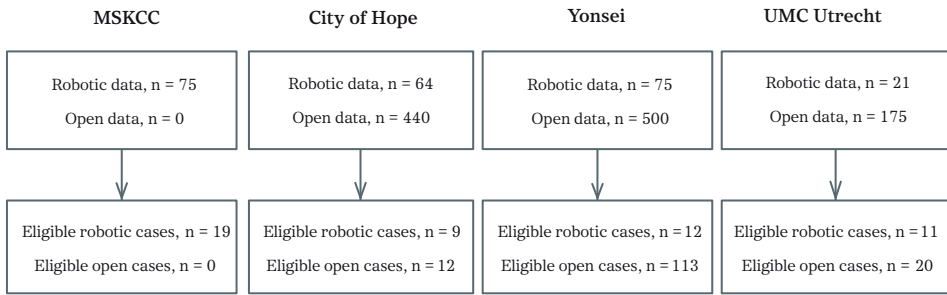 MSKCC
City of Hope
Yonsei
UMC Utrecht
Robotic data, n = 75
Open data, n = 0
Robotic data, n = 64
Open data, n = 440
Robotic data, n = 75
Open data, n = 500
Robotic data, n = 21
Open data, n = 175
Eligible robotic cases, n = 19
Eligible open cases, n = 0
Eligible robotic cases, n = 9
Eligible open cases, n = 12
Eligible robotic cases, n = 12
Eligible open cases, n = 113
Eligible robotic cases, n = 11
Eligible open cases, n = 20